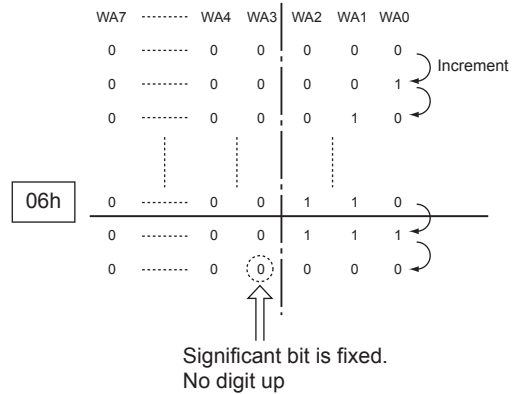 WA7 -------- WA4 WA3 WA2 WA1 WA0
0 -------- 0 0 0 0 0
Increment
0 -------- 0 0 0 0 1
0 -------- 0 0 0 1 0
06h 0 -------- 0 0 1 1 0
0 -------- 0 0 1 1 1
0 -------- 0 0 0 0 0
Significant bit is fixed.
No digit up